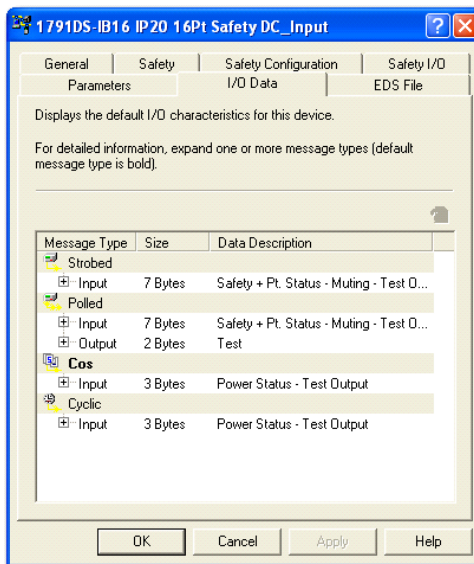 1791DS-IB16 IP20 16Pt Safety DC_Input
General Safety Safety Configuration Safety I/O
Parameters I/O Data EDS File
Displays the default I/O characteristics for this device.
For detailed information, expand one or more message types (default
message type is bold).
Message Type Size Data Description
Strobed
Input 7 Bytes Safety + Pt. Status - Muting - Test O...
Polled
Input 7 Bytes Safety + Pt. Status - Muting - Test O...
Output 2 Bytes Test
Cos
Input 3 Bytes Power Status - Test Output
Cyclic
Input 3 Bytes Power Status - Test Output
OK Cancel Apply Help